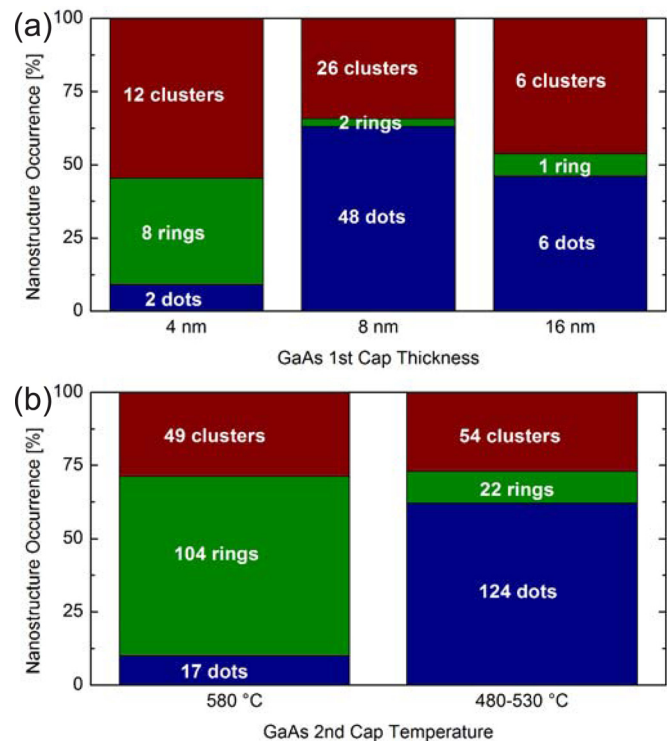 (a)
Nanostructure Occurrence [%]
100
75
50
25
0
12 clusters
8 rings
2 dots
26 clusters
2 rings
48 dots
6 clusters
1 ring
6 dots
4 nm
8 nm
16 nm
GaAs 1st Cap Thickness
(b)
Nanostructure Occurrence [%]
100
75
50
25
0
49 clusters
104 rings
17 dots
54 clusters
22 rings
124 dots
580 °C
480-530 °C
GaAs 2nd Cap Temperature